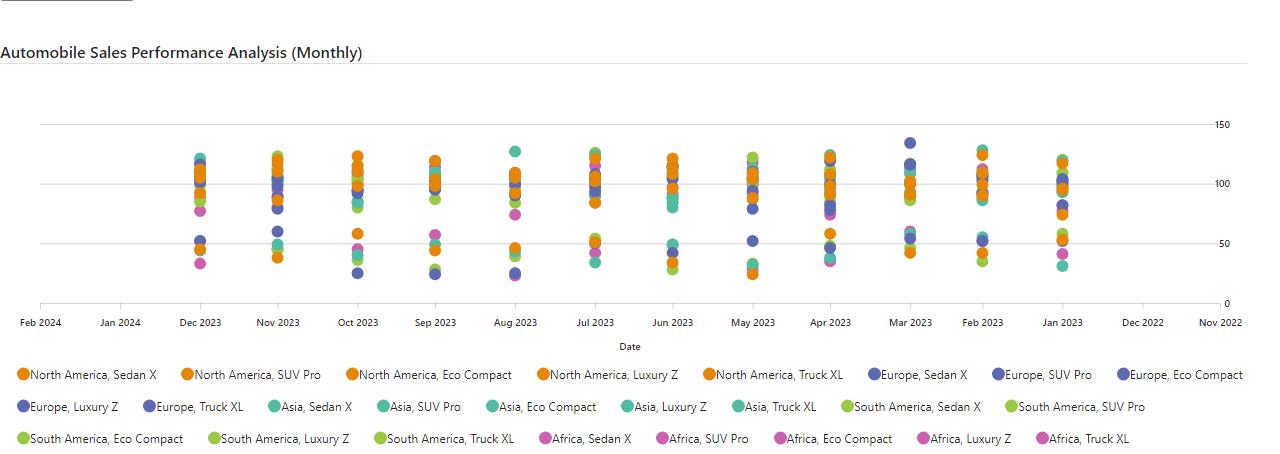 Automobile Sales Performance Analysis (Monthly)
150
100
50
0
Feb 2024 Jan 2024 Dec 2023 Nov 2023 Oct 2023 Sep 2023 Aug 2023 Jul 2023 Jun 2023 May 2023 Apr 2023 Mar 2023 Feb 2023 Jan 2023 Dec 2022 Nov 2022
Date
North America, Sedan X North America, SUV Pro North America, Eco Compact North America, Luxury Z North America, Truck XL Europe, Sedan X Europe, SUV Pro Europe, Eco Compact
Europe, Luxury Z Europe, Truck XL Asia, Sedan X Asia, SUV Pro Asia, Eco Compact Asia, Luxury Z Asia, Truck XL South America, Sedan X South America, SUV Pro
South America, Eco Compact South America, Luxury Z South America, Truck XL Africa, Sedan X Africa, SUV Pro Africa, Eco Compact Africa, Luxury Z Africa, Truck XL